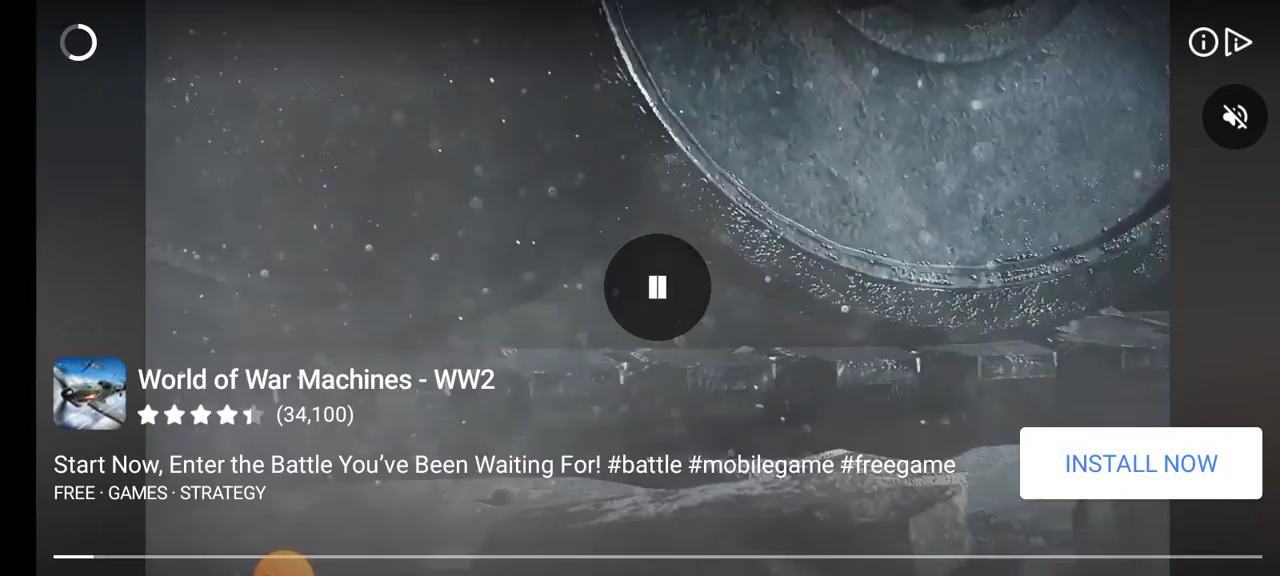 World of War Machines - WW2
(34,100)
Start Now, Enter the Battle You’ve Been Waiting For! #battle #mobilegame #freegame
FREE · GAMES · STRATEGY
INSTALL NOW